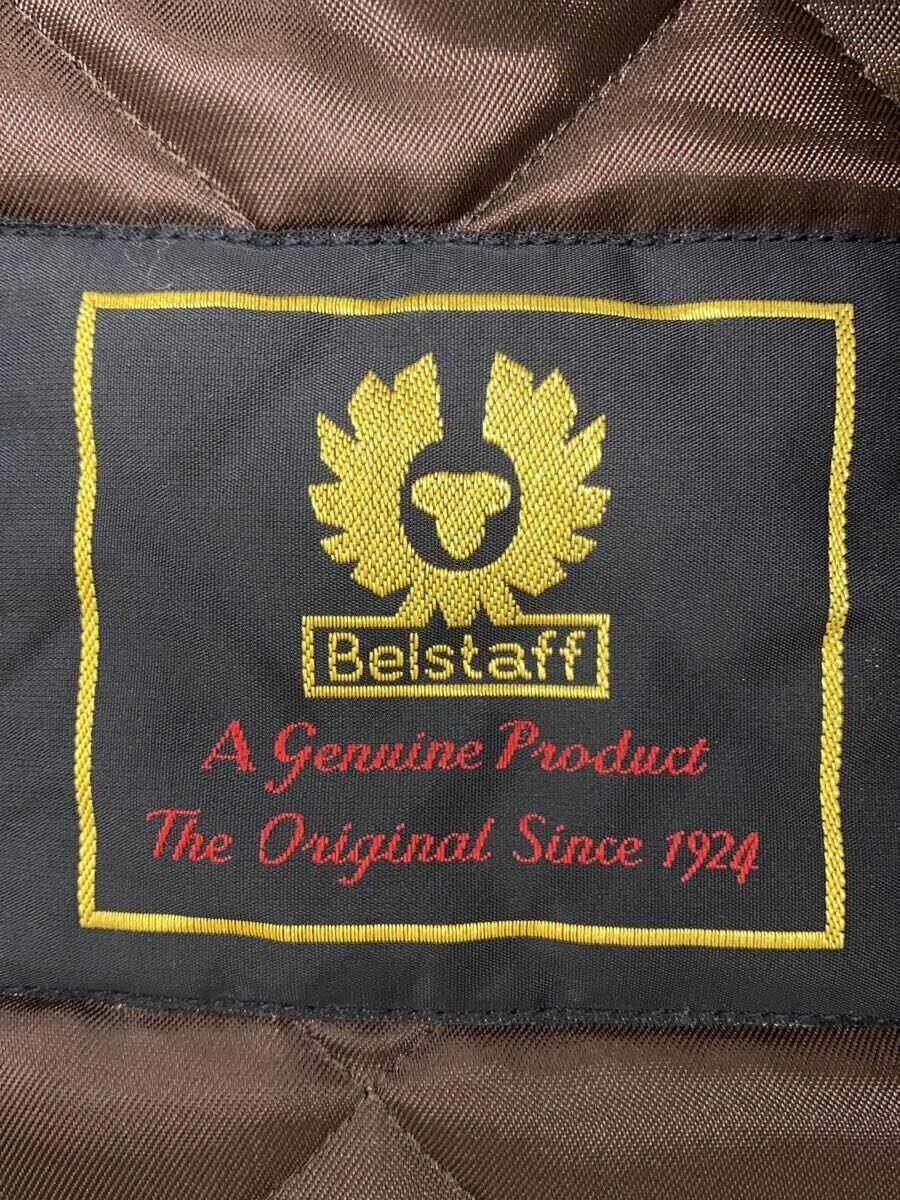 Belstaff
A Genuine Product
The Original Since 1924